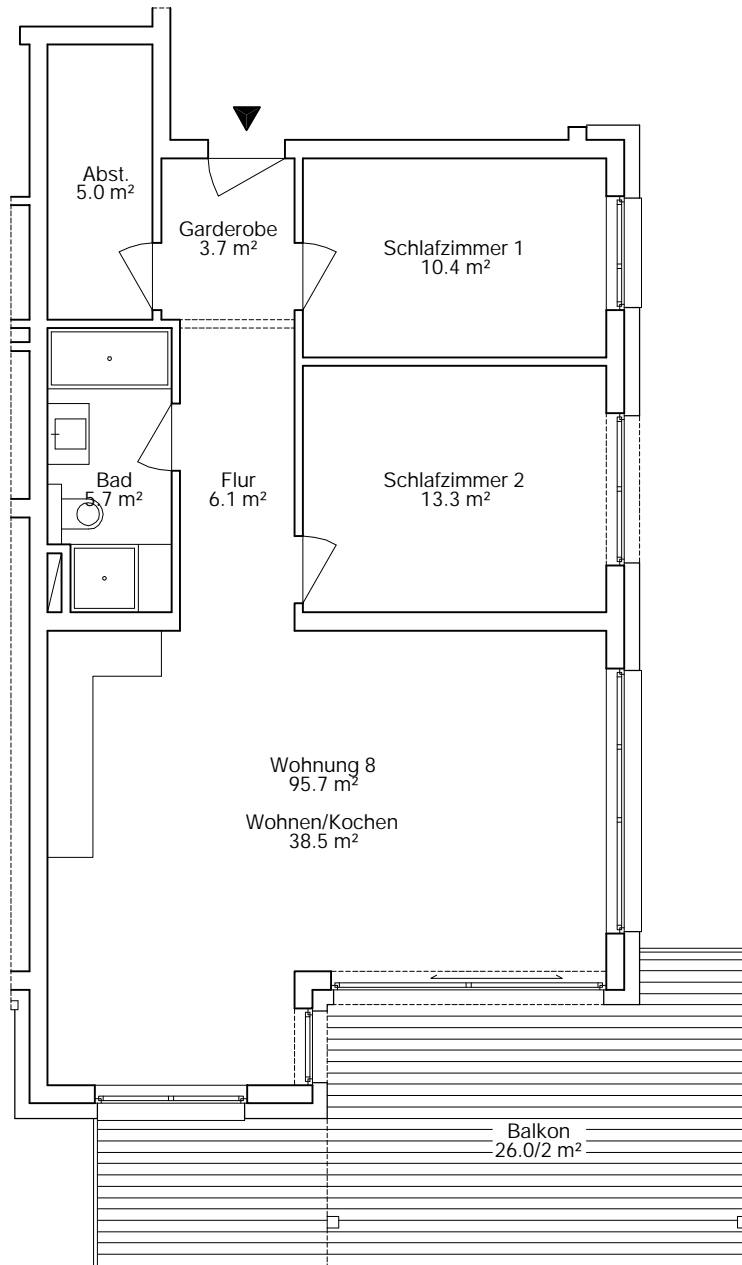 Abst.
5.0 m²
Garderobe
3.7 m²
Schlafzimmer 1
10.4 m²
Bad
5.7 m²
Flur
6.1 m²
Schlafzimmer 2
13.3 m²
Wohnung 8
95.7 m²
Wohnen/Kochen
38.5 m²
Balkon
26.0/2 m²